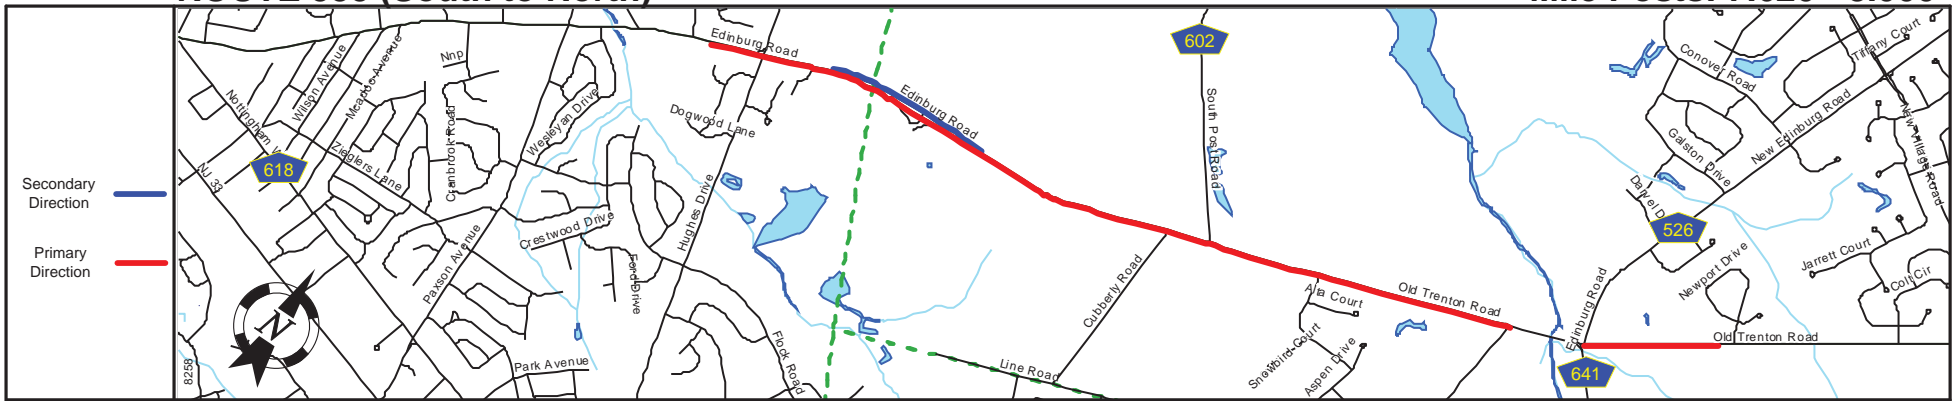 Secondary
Direction
Primary
Direction
Edinburg Road
602
Tiffany Court
Conover Road
Nnp
Wilson Avenue
Meadoo Avenue
Nottingham
Wesleyan Drive
Cranbrook Road
Dogwood Lane
Edinburg Road
South Post Road
New Edinburg Road
New Village Road
Galston Drive
NJ 33
618
Zieglers Lane
Hughes Drive
Crestwood Drive
Paxson Avenue
Ford Drive
Darvel D
526
Newport Drive
Jarrett Court
Colt Cir
Cubberly Road
Alta Court
Old Trenton Road
Edinburg Road
Old Trenton Road
N
8258
Park Avenue
Flock Road
Line Road
Snowbird Court
Aspen Drive
641